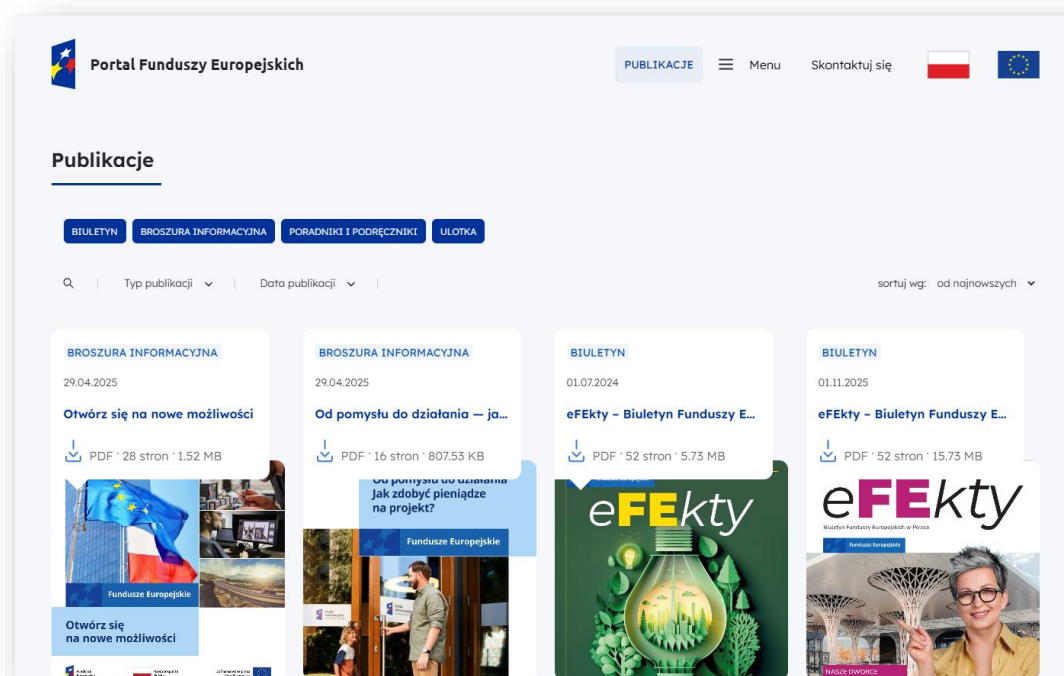 Portal Funduszy Europejskich
PUBLIKACJE
Menu
Skontaktuj się
Publikacje
BIULETYN
BROSZURA INFORMACYJNA
PORADNIKI I PODRĘCZNIKI
ULOTKA
Typ publikacji
Data publikacji
sortuj wg: od najnowszych
BROSZURA INFORMACYJNA
29.04.2025
Otwórz się na nowe możliwości
PDF · 28 stron · 1.52 MB
Fundusze Europejskie
Otwórz się
na nowe możliwości
BROSZURA INFORMACYJNA
29.04.2025
Od pomysłu do działania — ja...
PDF · 16 stron · 807.53 KB
Od pomysłu do działania
Jak zdobyć pieniądze
na projekt?
Fundusze Europejskie
BIULETYN
01.07.2024
eFEkty – Biuletyn Funduszy E...
PDF · 52 stron · 5.73 MB
eFEkty
BIULETYN
01.11.2025
eFEkty – Biuletyn Funduszy E...
PDF · 52 stron · 15.73 MB
eFEkty
Biuletyn Funduszy Europejskich w Polsce
Fundusze Europejskie
NASZE DWORCE